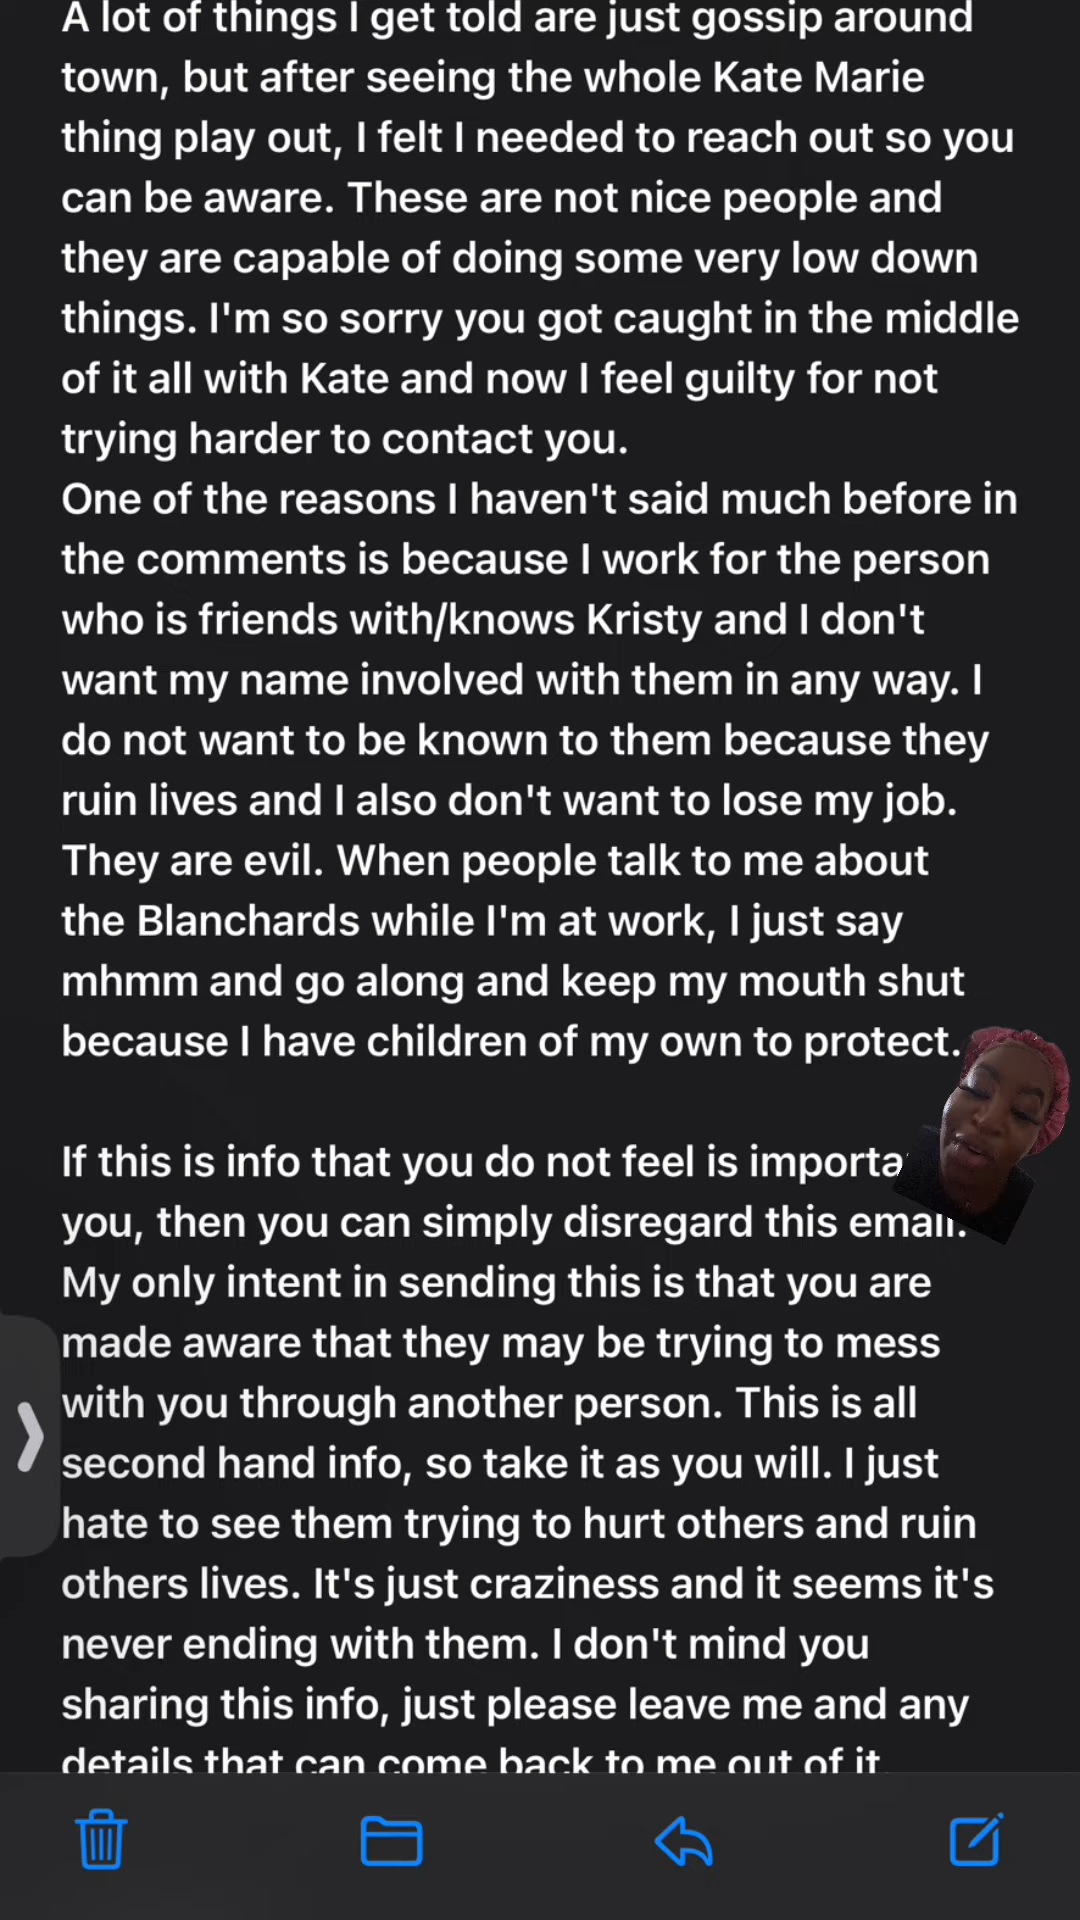 A lot of things I get told are just gossip around
town, but after seeing the whole Kate Marie
thing play out, I felt I needed to reach out so you
can be aware. These are not nice people and
they are capable of doing some very low down
things. I'm so sorry you got caught in the middle
of it all with Kate and now I feel guilty for not
trying harder to contact you.
One of the reasons I haven't said much before in
the comments is because I work for the person
who is friends with/knows Kristy and I don't
want my name involved with them in any way. I
do not want to be known to them because they
ruin lives and I also don't want to lose my job.
They are evil. When people talk to me about
the Blanchards while I'm at work, I just say
mhmm and go along and keep my mouth shut
because I have children of my own to protect.
If this is info that you do not feel is importa
you, then you can simply disregard this email.
My only intent in sending this is that you are
made aware that they may be trying to mess
with you through another person. This is all
second hand info, so take it as you will. I just
hate to see them trying to hurt others and ruin
others lives. It's just craziness and it seems it's
never ending with them. I don't mind you
sharing this info, just please leave me and any
details that can come back to me out of it.